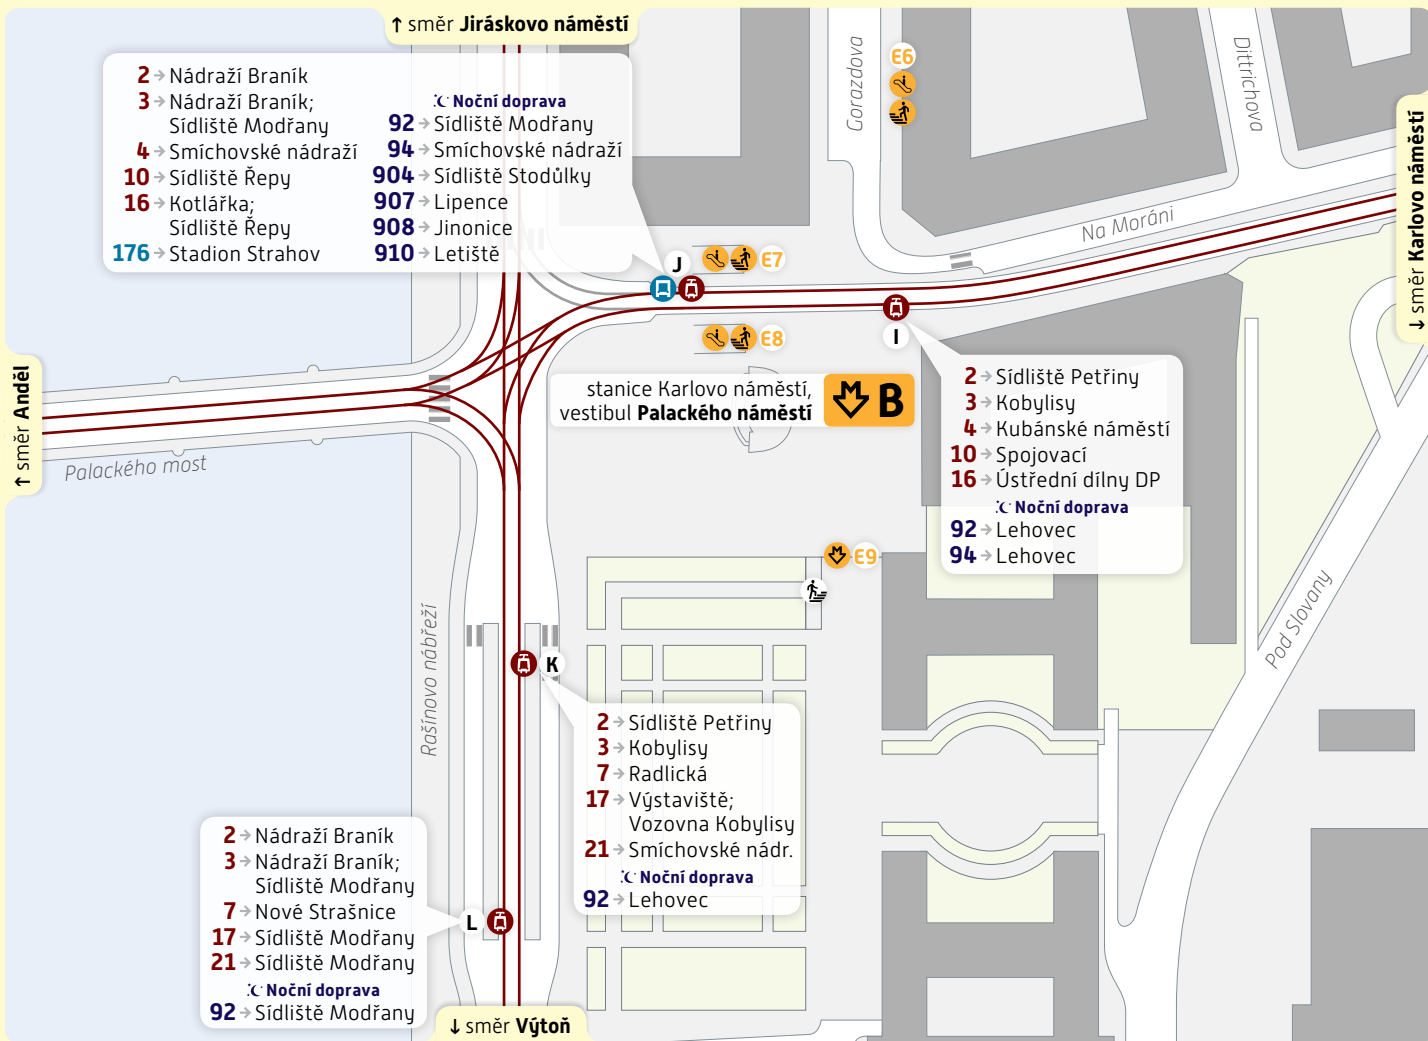 ↑ směr Jiráskovo náměstí
2 → Nádraží Braník
3 → Nádraží Braník;
Sídliště Modřany
4 → Smíchovské nádraží
10 → Sídliště Řepy
16 → Kotlářka;
Sídliště Řepy
176 → Stadion Strahov
Noční doprava
92 → Sídliště Modřany
94 → Smíchovské nádraží
904 → Sídliště Stodůlky
907 → Lipence
908 → Jinonice
910 → Letiště
Gorazdova
E6
Dittrichova
↓ směr Karlovo náměstí
Na Moráni
J
E7
E8
I
↑ směr Anděl
Palackého most
stanice Karlovo náměstí,
vestibul Palackého náměstí
B
2 → Sídliště Petřiny
3 → Kobylisy
4 → Kubánské náměstí
10 → Spojovací
16 → Ústřední dílny DP
Noční doprava
92 → Lehovec
94 → Lehovec
E9
Pod Slovany
Rašínovo nábřeží
K
2 → Sídliště Petřiny
3 → Kobylisy
7 → Radlická
17 → Výstaviště;
Vozovna Kobylisy
21 → Smíchovské nádr.
Noční doprava
92 → Lehovec
L
2 → Nádraží Braník
3 → Nádraží Braník;
Sídliště Modřany
7 → Nové Strašnice
17 → Sídliště Modřany
21 → Sídliště Modřany
Noční doprava
92 → Sídliště Modřany
↓ směr Výtoň